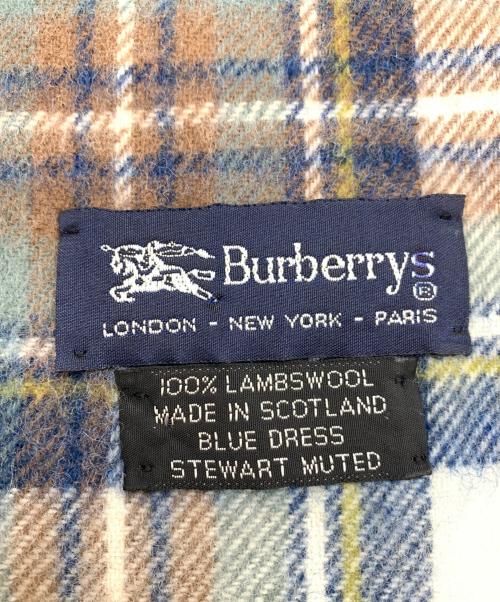 Burberrys®
LONDON - NEW YORK - PARIS
100% LAMBSWOOL
MADE IN SCOTLAND
BLUE DRESS
STEWART MUTED